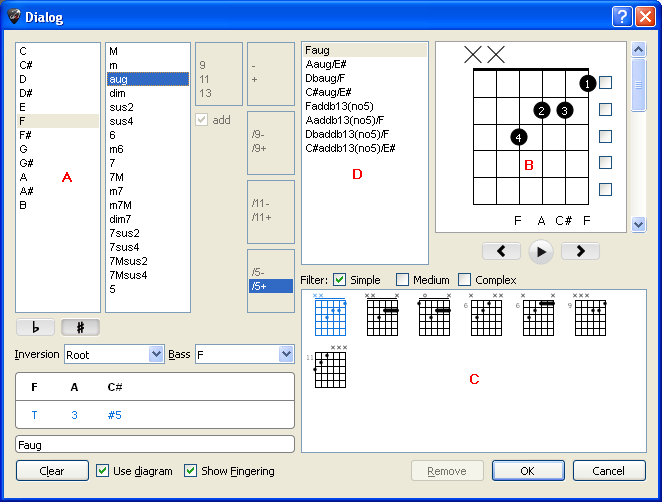 Dialog
C
C#
D
D#
E
F
F#
G
G#
A
A#
B
A
M
m
aug
dim
sus2
sus4
6
m6
7
7M
m7
m7M
dim7
7sus2
7sus4
7Msus2
7Msus4
5
9
11
13
add
-
+
/9-
/9+
/11-
/11+
/5-
/5+
Faug
Aaug/E#
Dbaug/F
C#aug/E#
Faddb13(no5)
Aaddb13(no5)/F
Dbaddb13(no5)/F
C#addb13(no5)/E#
D
1
2 3
4
B
F A C# F
Filter: Simple Medium Complex
♭ #
Inversion Root Bass F
F A C#
T 3 #5
Faug
6 6 9
11
C
Clear Use diagram Show Fingering Remove OK Cancel